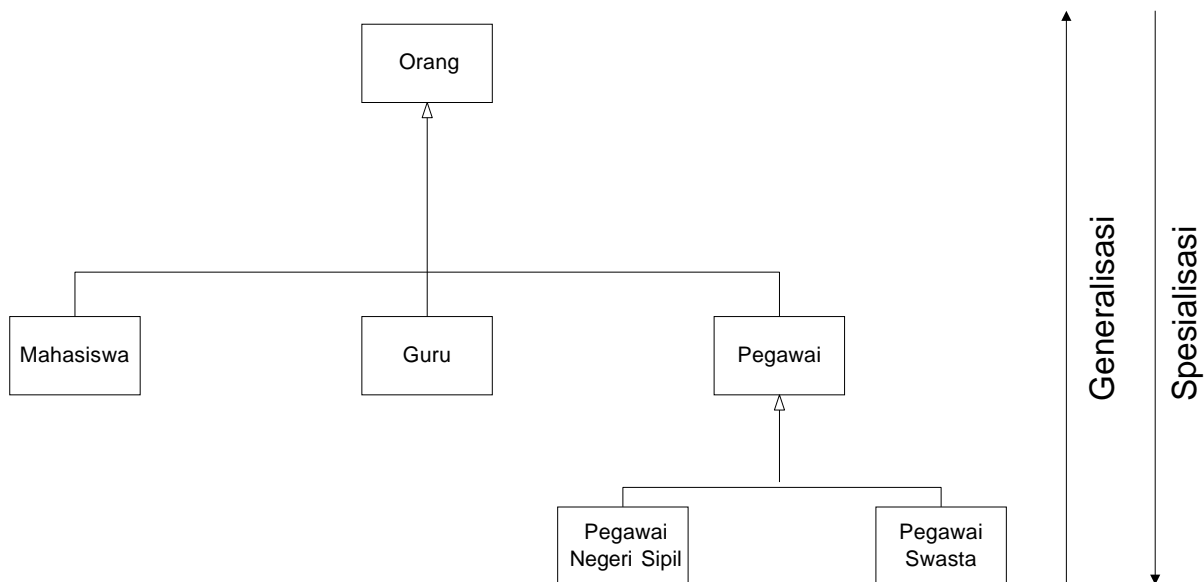 Orang
Mahasiswa
Guru
Pegawai
Pegawai
Negeri Sipil
Pegawai
Swasta
Generalisasi
Spesialisasi